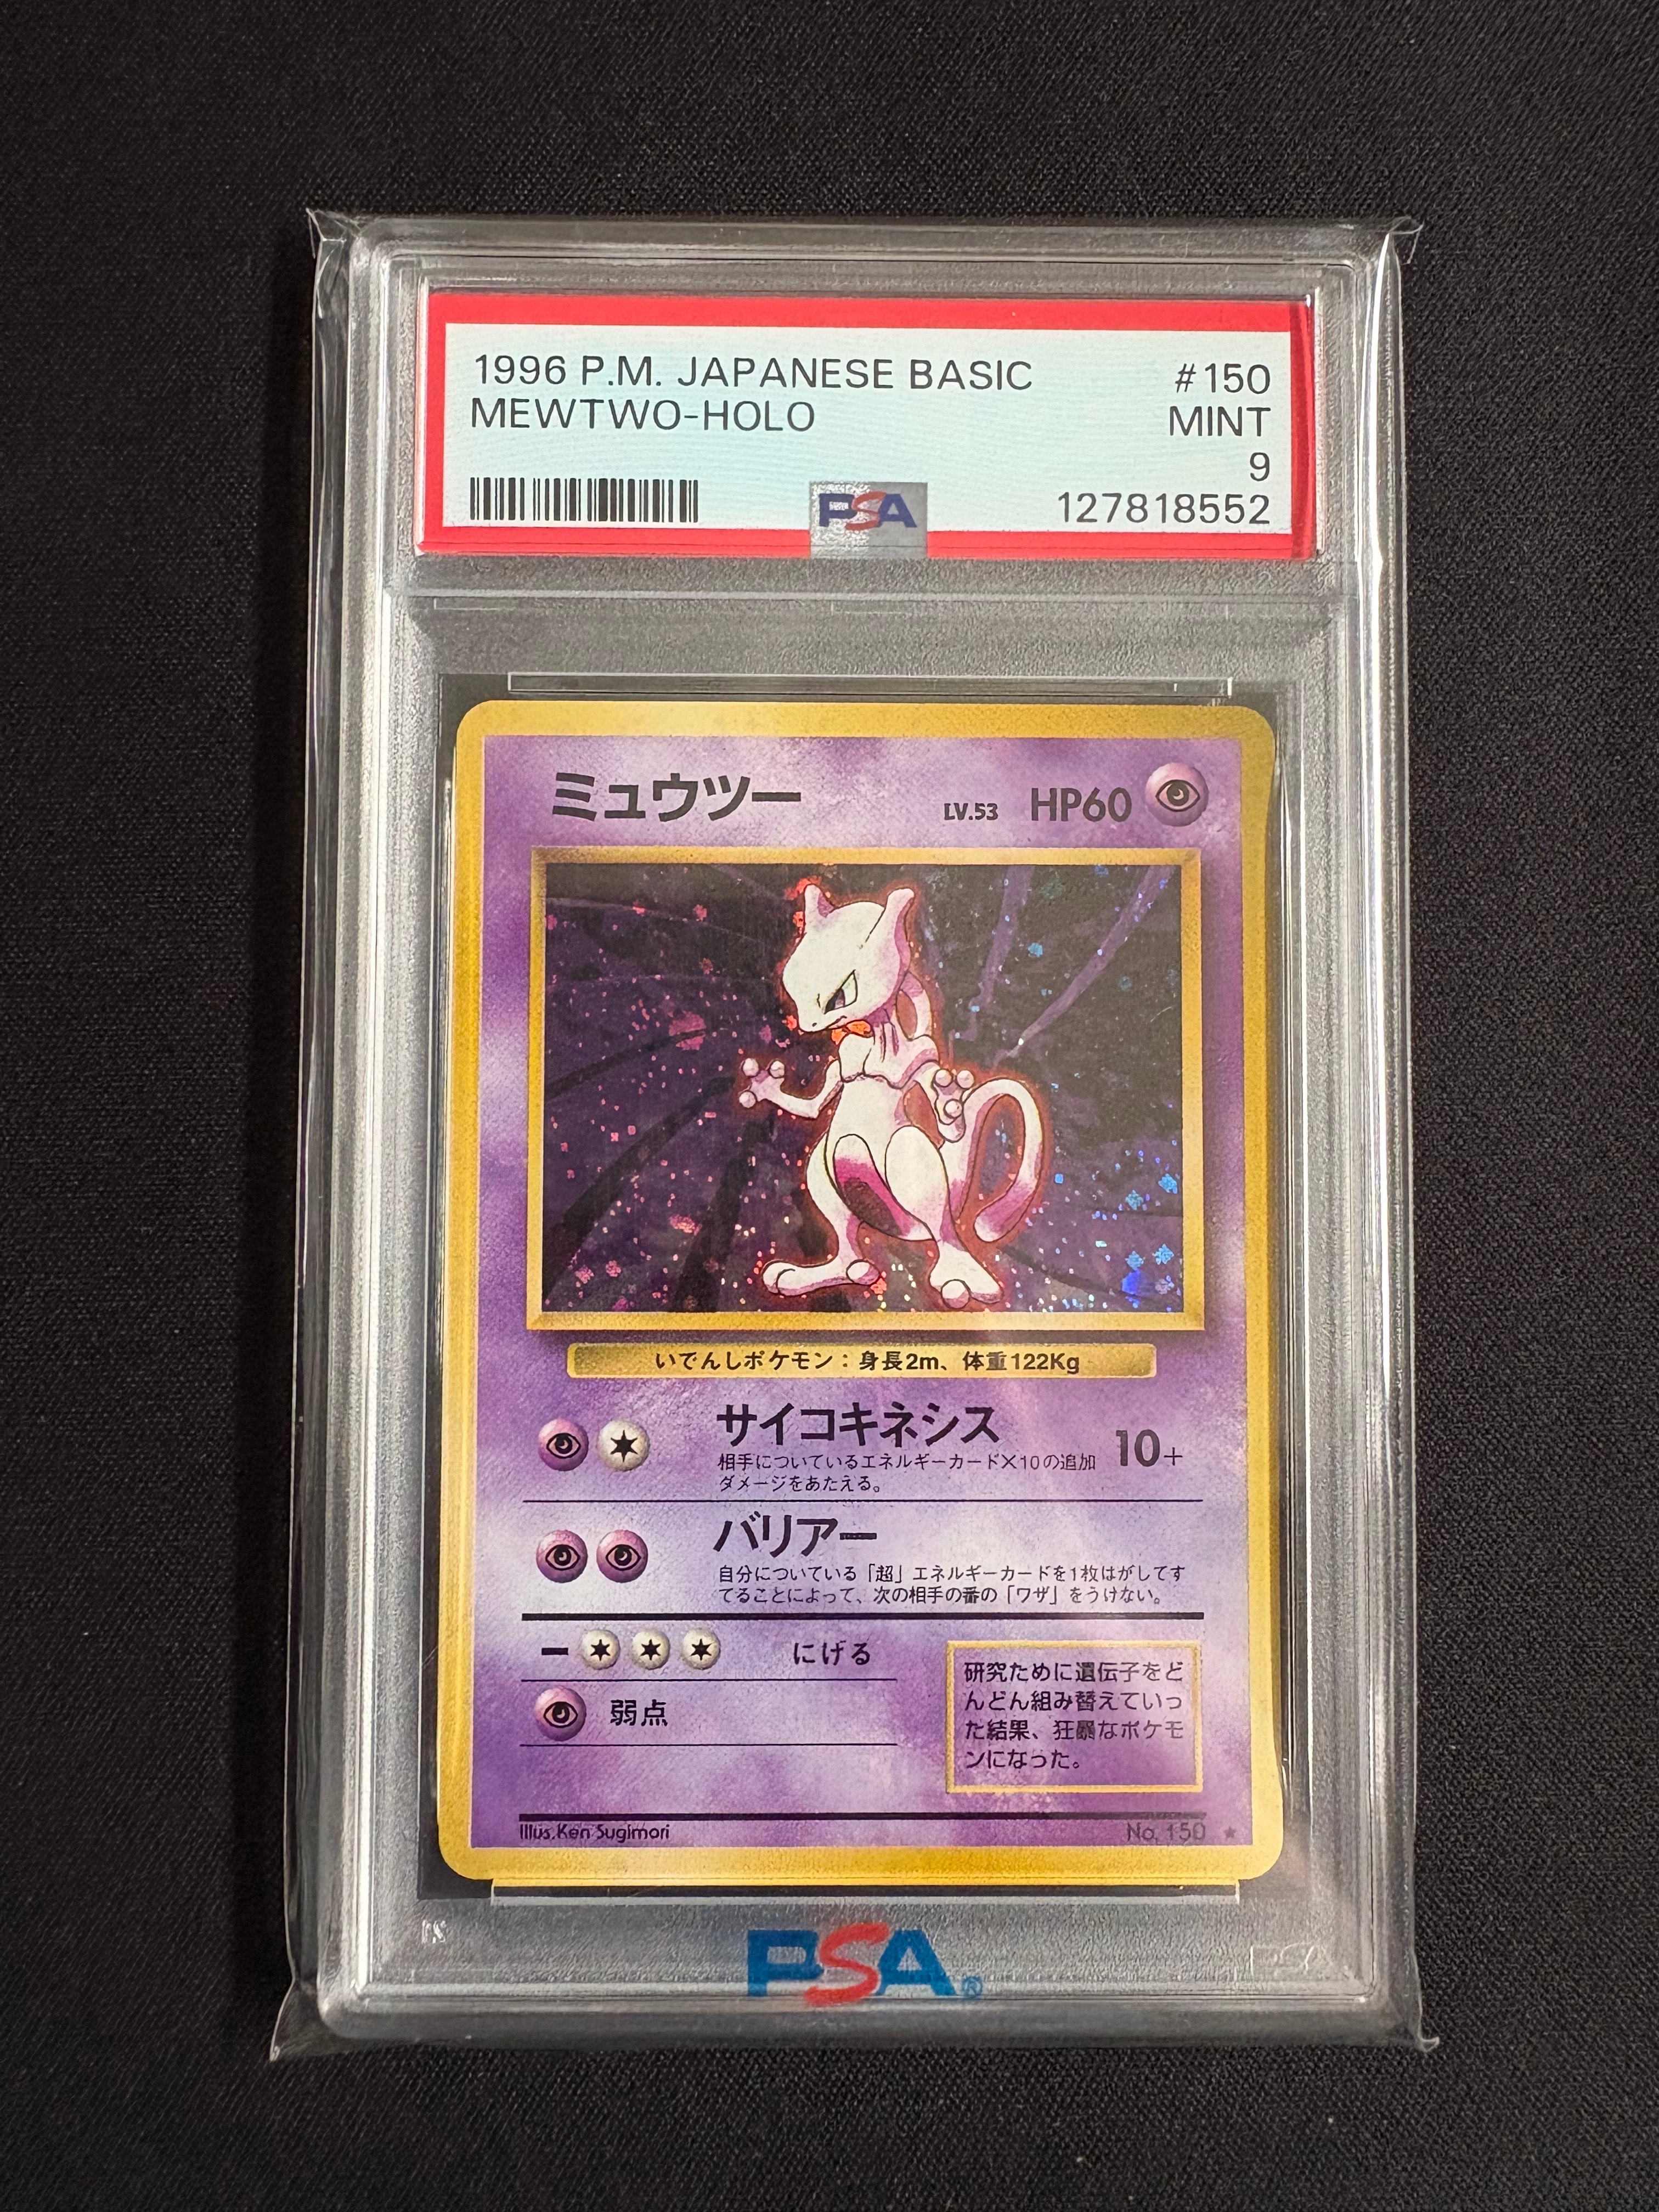 1996 P.M. JAPANESE BASIC #150
MEWTWO-HOLO MINT
9
PSA 127818552
ミュウツー LV.53 HP60
いでんしポケモン：身長2m、体重122Kg
サイコキネシス 10+
相手についているエネルギーカード×10の追加
ダメージをあたえる。
バリアー
自分についている「超」エネルギーカードを1枚はがしてす
てることによって、次の相手の番の「ワザ」をうけない。
にげる
弱点
研究ために遺伝子をど
んどん組み替えていっ
た結果、狂暴なポケモ
ンになった。
Illus.Ken Sugimori No.150 ★
PSA®